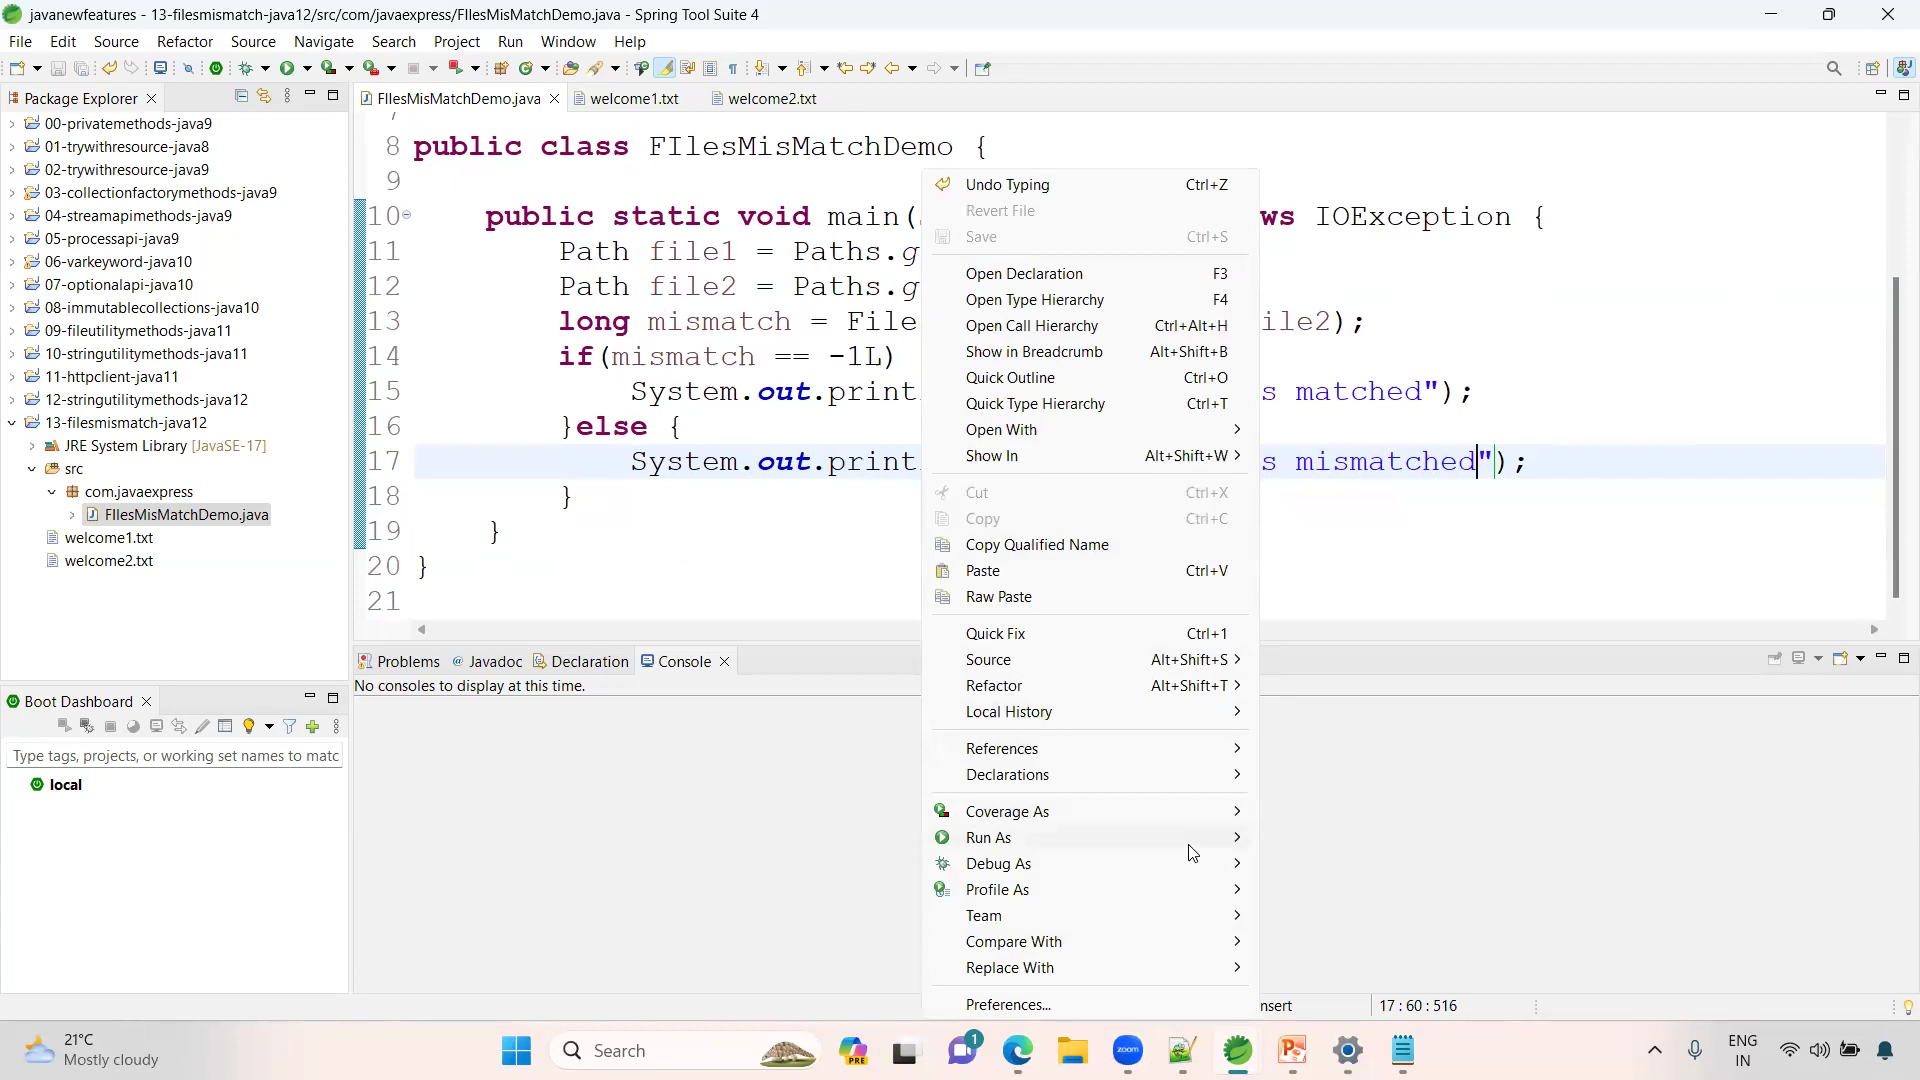 javanewfeatures - 13-filesmismatch-java12/src/com/javaexpress/FIlesMisMatchDemo.java - Spring Tool Suite 4
File Edit Source Refactor Source Navigate Search Project Run Window Help
Package Explorer
FIlesMisMatchDemo.java welcome1.txt welcome2.txt
00-privatemethods-java9
01-trywithresource-java8
02-trywithresource-java9
03-collectionfactorymethods-java9
04-streamapimethods-java9
05-processapi-java9
06-varkeyword-java10
07-optionalapi-java10
08-immutablecollections-java10
09-fileutilitymethods-java11
10-stringutilitymethods-java11
11-httpclient-java11
12-stringutilitymethods-java12
13-filesmismatch-java12
JRE System Library [JavaSE-17]
src
com.javaexpress
FIlesMisMatchDemo.java
welcome1.txt
welcome2.txt
8 public class FIlesMisMatchDemo {
9
10 public static void main( ws IOException {
11 Path file1 = Paths.g
12 Path file2 = Paths.g
13 long mismatch = File ile2);
14 if(mismatch == -1L)
15 System.out.print s matched");
16 }else {
17 System.out.print s mismatched");
18 }
19 }
20 }
21
Undo Typing Ctrl+Z
Revert File
Save Ctrl+S
Open Declaration F3
Open Type Hierarchy F4
Open Call Hierarchy Ctrl+Alt+H
Show in Breadcrumb Alt+Shift+B
Quick Outline Ctrl+O
Quick Type Hierarchy Ctrl+T
Open With
Show In Alt+Shift+W
Cut Ctrl+X
Copy Ctrl+C
Copy Qualified Name
Paste Ctrl+V
Raw Paste
Quick Fix Ctrl+1
Source Alt+Shift+S
Refactor Alt+Shift+T
Local History
References
Declarations
Coverage As
Run As
Debug As
Profile As
Team
Compare With
Replace With
Preferences...
Problems Javadoc Declaration Console
No consoles to display at this time.
Boot Dashboard
Type tags, projects, or working set names to matc
local
nsert 17 : 60 : 516
21°C
Mostly cloudy
Search
PRE
1
zoom
ENG
IN